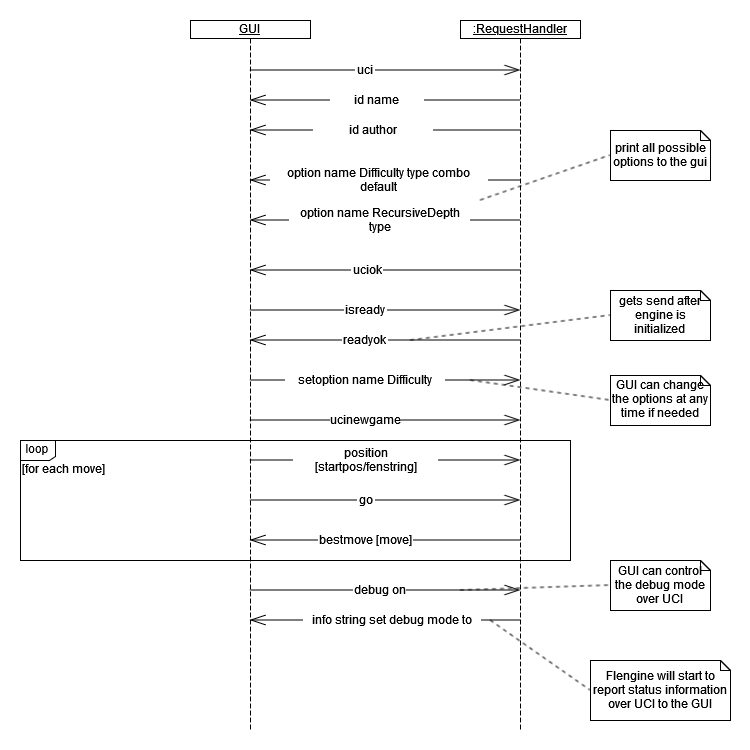 GUI
:RequestHandler
uci
id name
id author
print all possible
options to the gui
option name Difficulty type combo
default
option name RecursiveDepth
type
uciok
gets send after
engine is
initialized
isready
readyok
setoption name Difficulty
GUI can change
the options at any
time if needed
ucinewgame
loop
[for each move]
position
[startpos/fenstring]
go
bestmove [move]
GUI can control
the debug mode
over UCI
debug on
info string set debug mode to
Flengine will start to
report status information
over UCI to the GUI